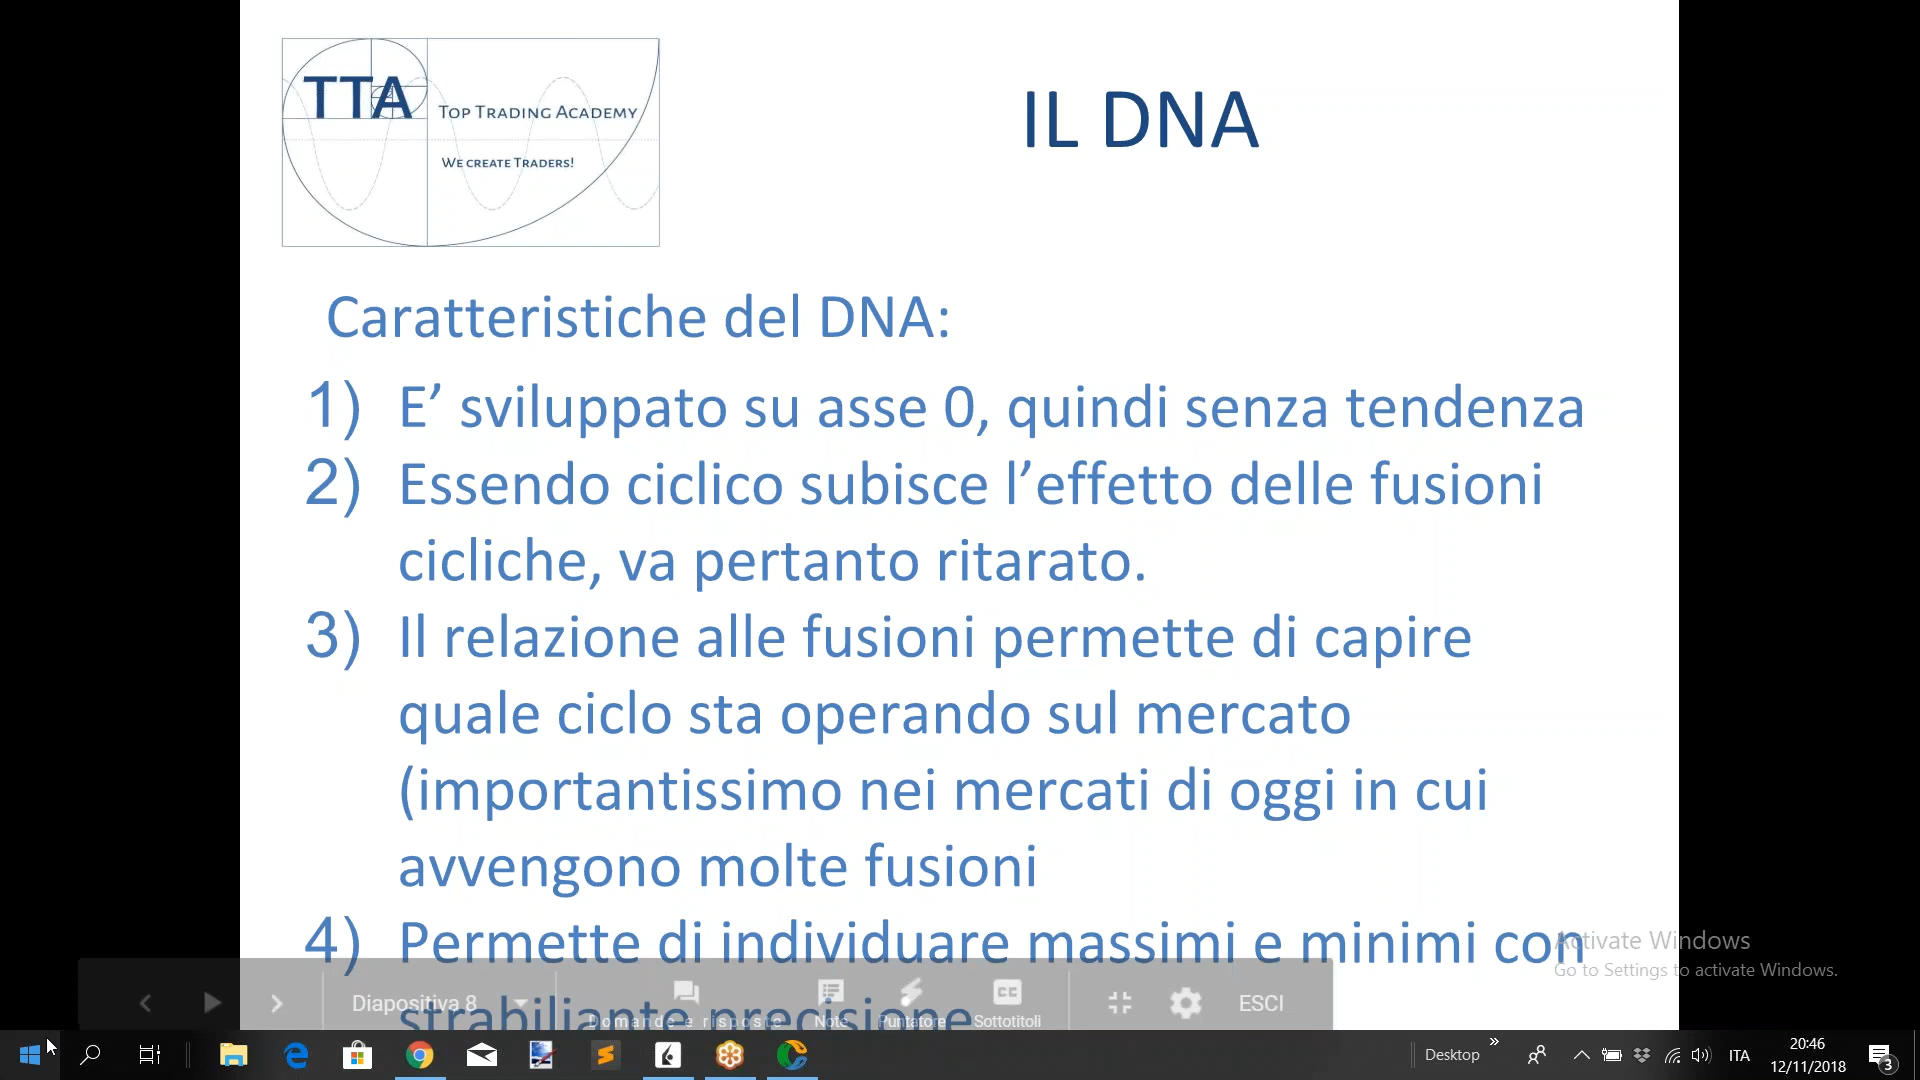 TTA
TOP TRADING ACADEMY
WE CREATE TRADERS!
IL DNA
Caratteristiche del DNA:
1) E’ sviluppato su asse 0, quindi senza tendenza
2) Essendo ciclico subisce l’effetto delle fusioni
cicliche, va pertanto ritarato.
3) Il relazione alle fusioni permette di capire
quale ciclo sta operando sul mercato
(importantissimo nei mercati di oggi in cui
avvengono molte fusioni
4) Permette di individuare massimi e minimi con
strabiliante precisione
Activate Windows
Go to Settings to activate Windows.
Diapositiva 8
Domande e risposte
Note
Puntatore
CC
Sottotitoli
ESCI
Desktop
»
ITA
20:46
12/11/2018
3